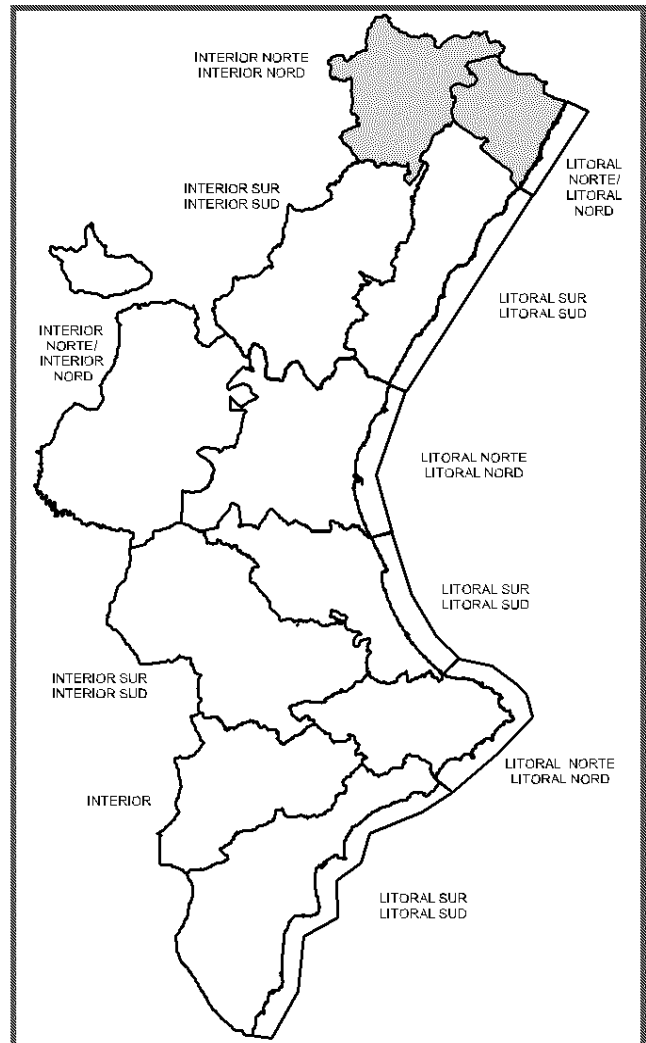 INTERIOR NORTE
INTERIOR NORD
LITORAL
NORTE/
LITORAL
NORD
INTERIOR SUR
INTERIOR SUD
LITORAL SUR
LITORAL SUD
INTERIOR
NORTE/
INTERIOR
NORD
LITORAL NORTE
LITORAL NORD
LITORAL SUR
LITORAL SUD
INTERIOR SUR
INTERIOR SUD
LITORAL NORTE
LITORAL NORD
INTERIOR
LITORAL SUR
LITORAL SUD